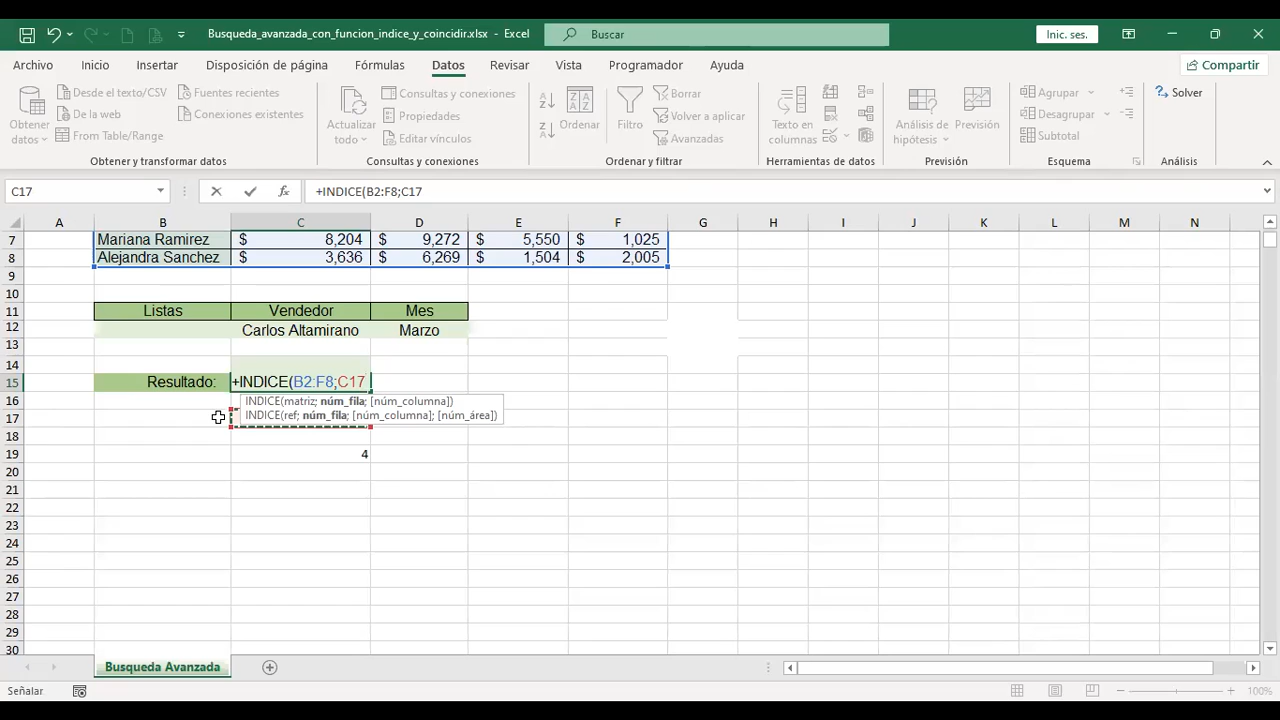 Busqueda_avanzada_con_funcion_indice_y_coincidir.xlsx - Excel
Buscar
Inic. ses.
Archivo Inicio Insertar Disposición de página Fórmulas Datos Revisar Vista Programador Ayuda Compartir
Obtener datos
Desde el texto/CSV
De la web
From Table/Range
Fuentes recientes
Conexiones existentes
Obtener y transformar datos
Actualizar todo
Consultas y conexiones
Propiedades
Editar vínculos
Consultas y conexiones
Ordenar
Filtro
Borrar
Volver a aplicar
Avanzadas
Ordenar y filtrar
Texto en columnas
Herramientas de datos
Análisis de hipótesis
Previsión
Previsión
Agrupar
Desagrupar
Subtotal
Esquema
Solver
Análisis
C17 fx +INDICE(B2:F8;C17
A B C D E F G H I J K L M N
7 Mariana Ramirez $ 8,204 $ 9,272 $ 5,550 $ 1,025
8 Alejandra Sanchez $ 3,636 $ 6,269 $ 1,504 $ 2,005
9
10
11 Listas Vendedor Mes
12 Carlos Altamirano Marzo
13
14
15 Resultado: +INDICE(B2:F8;C17
16 INDICE(matriz; núm_fila; [núm_columna])
17 INDICE(ref; núm_fila; [núm_columna]; [núm_área])
18
19 4
20
21
22
23
24
25
26
27
28
29
30
Busqueda Avanzada
Señalar
100%